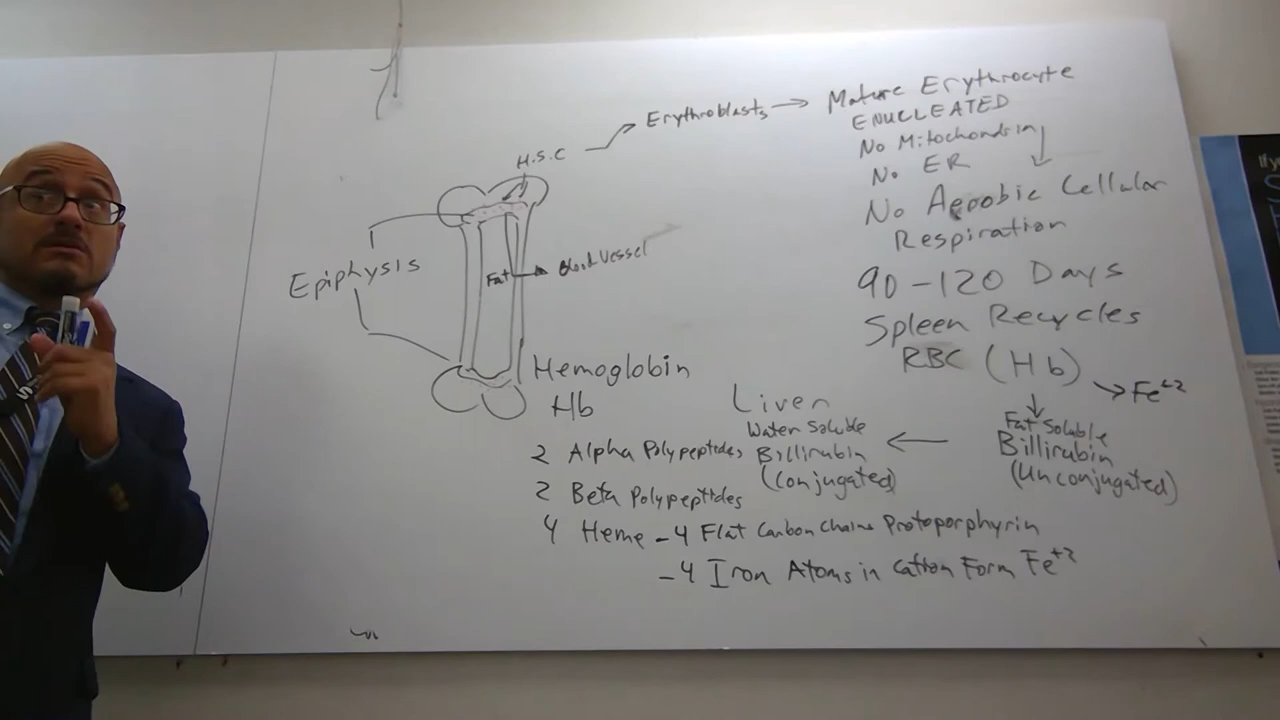 H.S.C
Erythroblasts
Mature Erythrocyte
ENUCLEATED
No Mitochondria
No ER
No Aerobic Cellular
Respiration
90-120 Days
Spleen Recycles
RBC (Hb)
Fe+2
Fat Soluble
Billirubin
(Unconjugated)
Epiphysis
Fat
Blood Vessel
Hemoglobin
Hb
Liver
Water Soluble
Billirubin
(Conjugated)
2 Alpha Polypeptides
2 Beta Polypeptides
4 Heme - 4 Flat Carbon Chains Protoporphyrin
- 4 Iron Atoms in Cation Form Fe+2